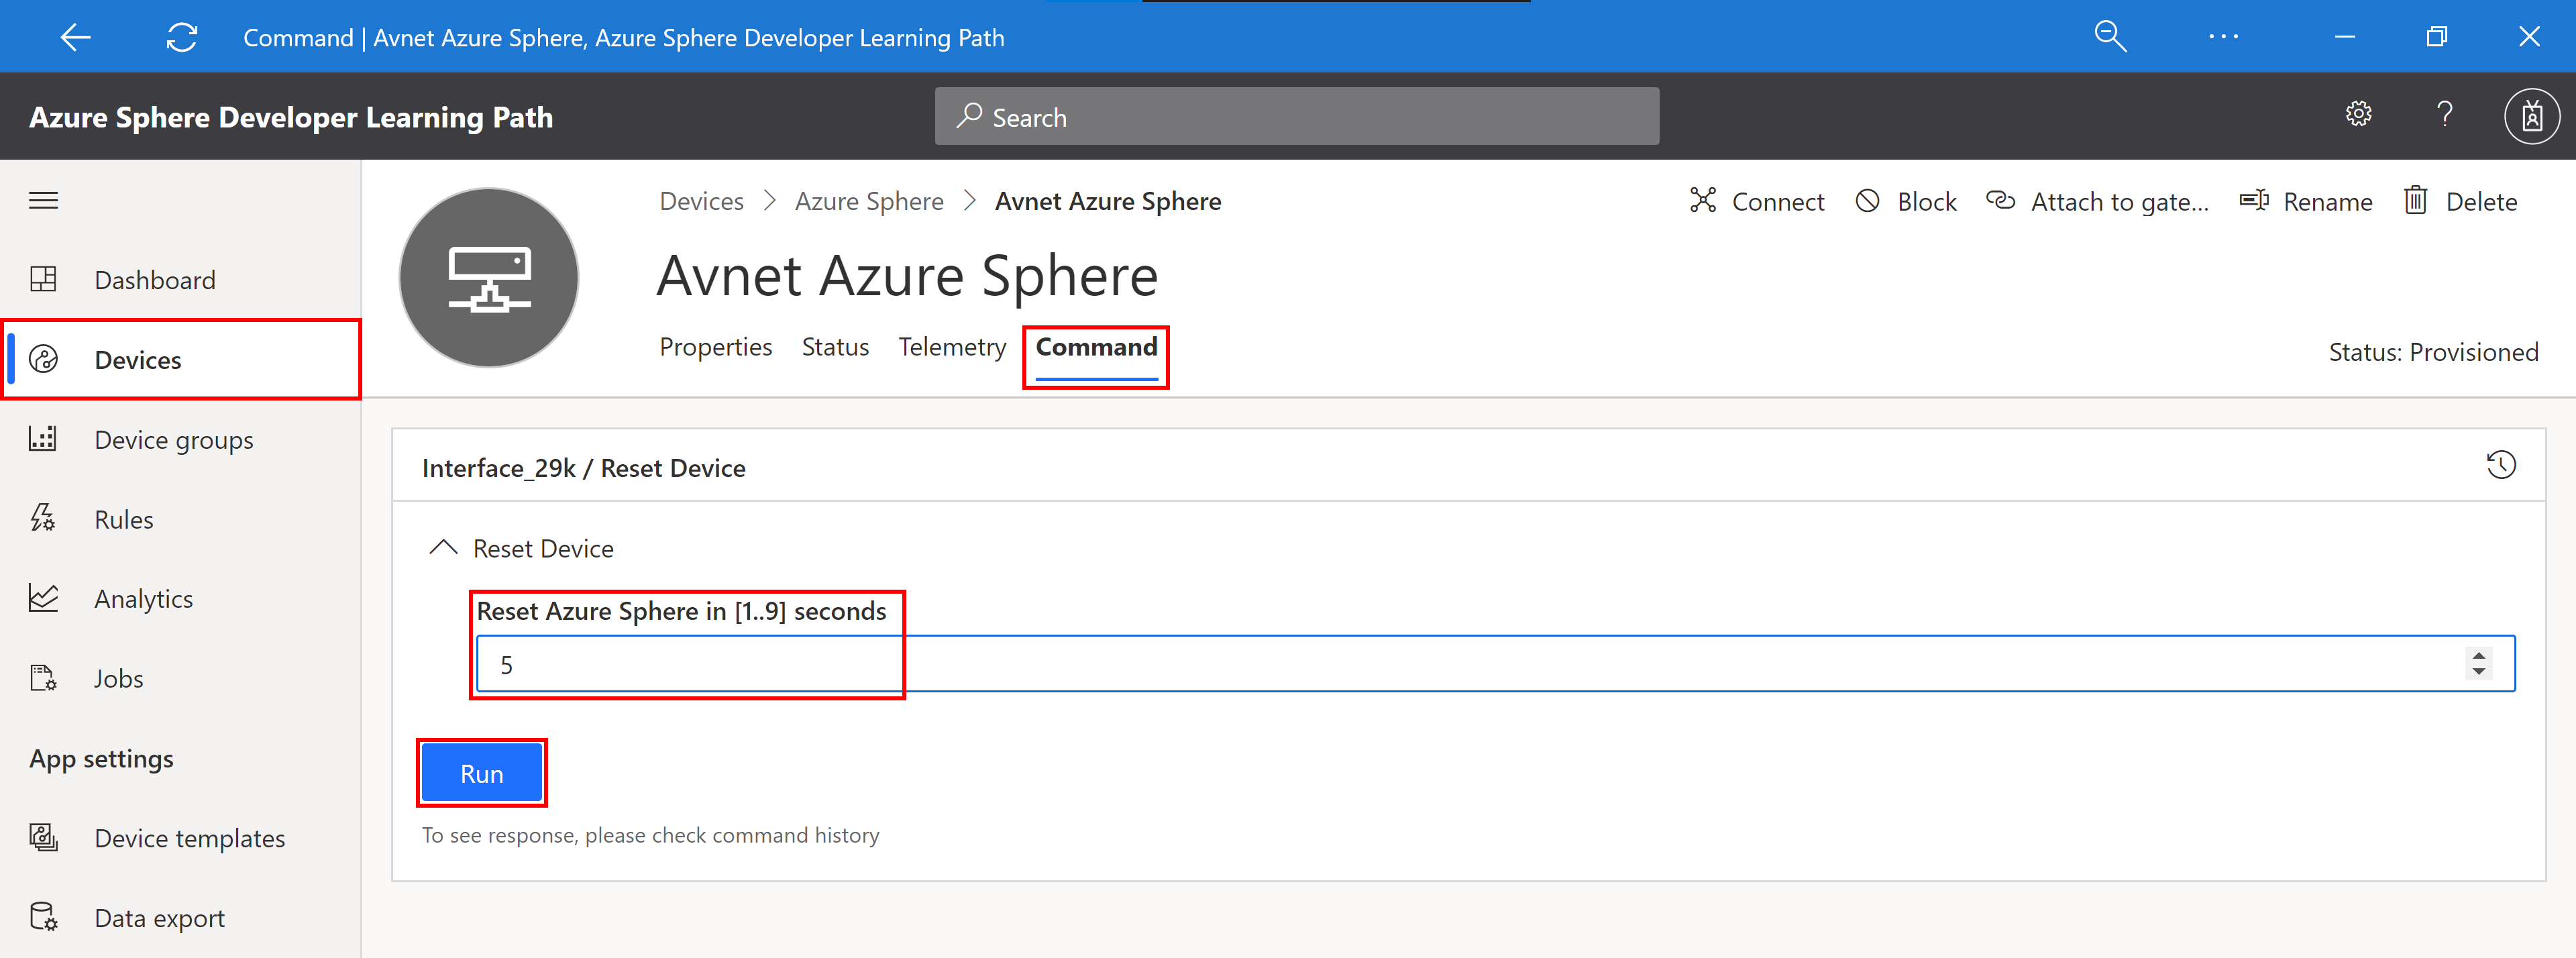 Command | Avnet Azure Sphere, Azure Sphere Developer Learning Path
Azure Sphere Developer Learning Path
Search
?
Devices > Azure Sphere > Avnet Azure Sphere
Connect
Block
Attach to gate...
Rename
Delete
Avnet Azure Sphere
Properties
Status
Telemetry
Command
Status: Provisioned
Dashboard
Devices
Device groups
Rules
Analytics
Jobs
App settings
Device templates
Data export
Interface_29k / Reset Device
Reset Device
Reset Azure Sphere in [1..9] seconds
5
Run
To see response, please check command history